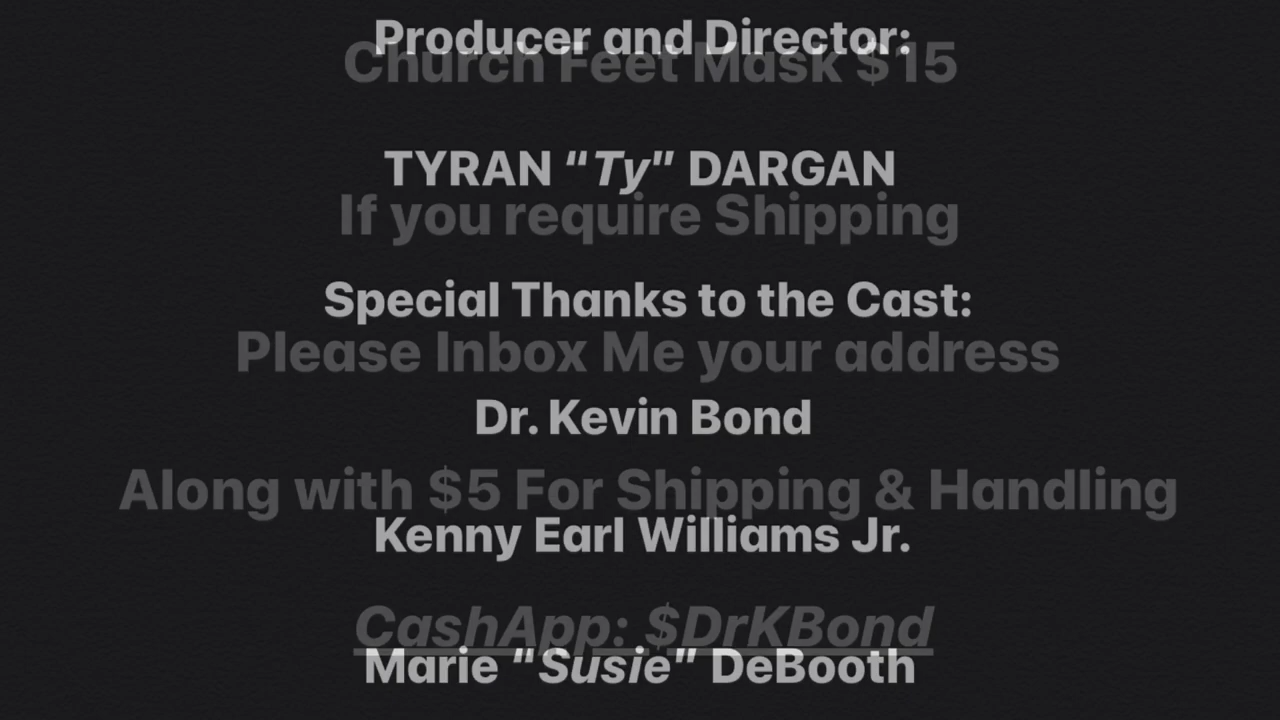 Producer and Director:
Church Feet Mask $15
TYRAN “Ty” DARGAN
If you require Shipping
Special Thanks to the Cast:
Please Inbox Me your address
Dr. Kevin Bond
Along with $5 For Shipping & Handling
Kenny Earl Williams Jr.
CashApp: $DrKBond
Marie “Susie” DeBooth